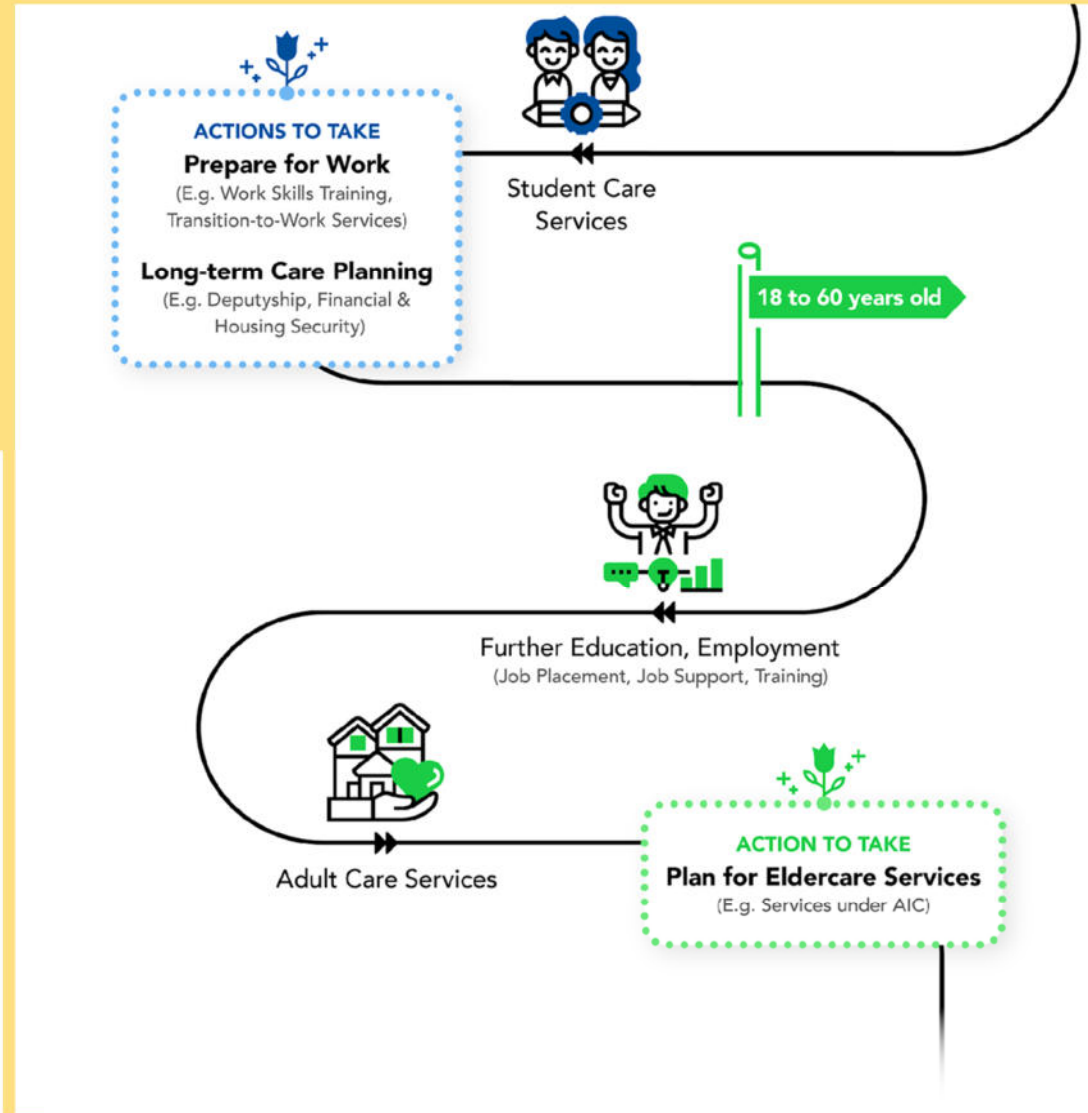 ACTIONS TO TAKE
Prepare for Work
(E.g. Work Skills Training,
Transition-to-Work Services)
Long-term Care Planning
(E.g. Deputyship, Financial &
Housing Security)
Student Care
Services
18 to 60 years old
Further Education, Employment
(Job Placement, Job Support, Training)
Adult Care Services
ACTION TO TAKE
Plan for Eldercare Services
(E.g. Services under AIC)